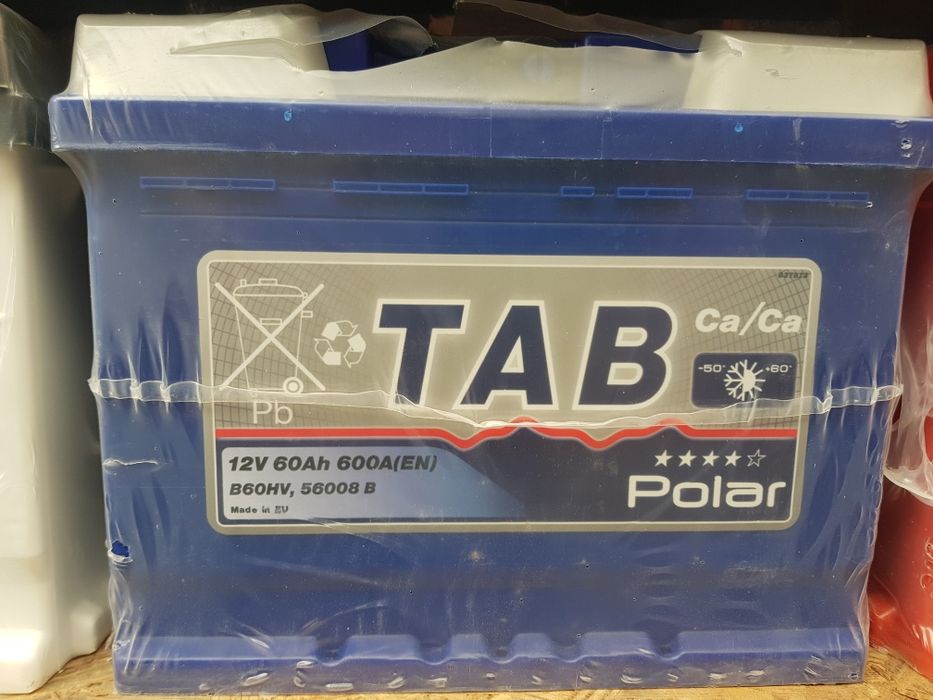 TAB
Ca/Ca
-50° +60°
Pb
12V 60Ah 600A(EN)
B60HV, 56008 B
Made in EU
Polar